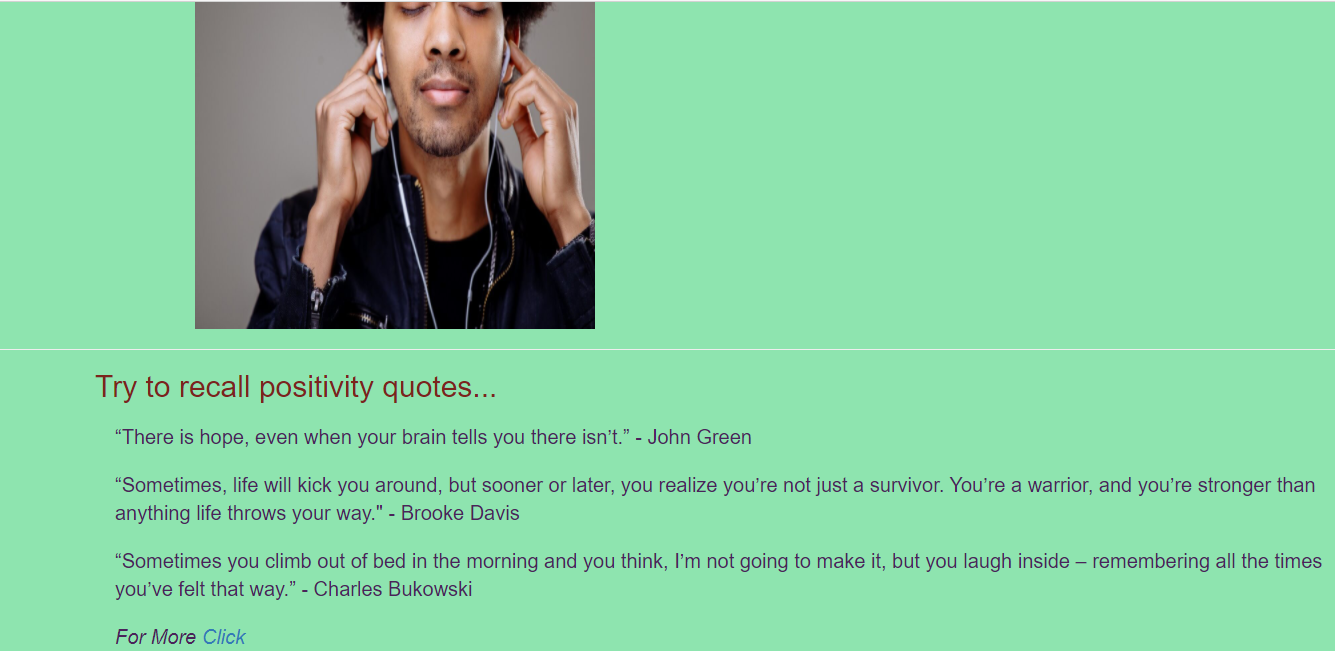 Try to recall positivity quotes...
“There is hope, even when your brain tells you there isn’t.” - John Green
“Sometimes, life will kick you around, but sooner or later, you realize you’re not just a survivor. You’re a warrior, and you’re stronger than
anything life throws your way." - Brooke Davis
“Sometimes you climb out of bed in the morning and you think, I’m not going to make it, but you laugh inside – remembering all the times
you’ve felt that way.” - Charles Bukowski
For More Click